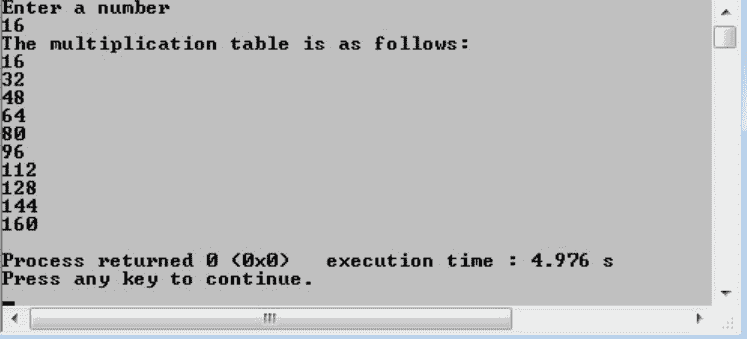 Enter a number
16
The multiplication table is as follows:
16
32
48
64
80
96
112
128
144
160
Process returned 0 (0x0)   execution time : 4.976 s
Press any key to continue.